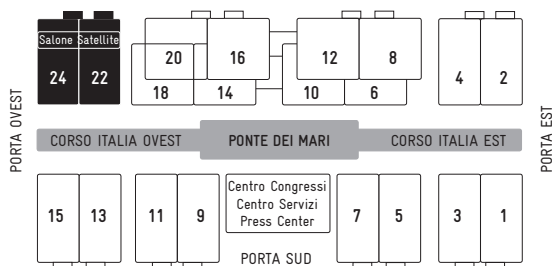 Salone Satellite
20 16 12 8
24 22 4 2
18 14 10 6
PORTA OVEST
PORTA EST
CORSO ITALIA OVEST PONTE DEI MARI CORSO ITALIA EST
Centro Congressi
Centro Servizi
Press Center
15 13 11 9 7 5 3 1
PORTA SUD